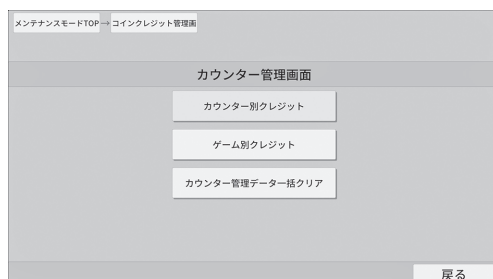 メンテナンスモードTOP→コインクレジット管理画
カウンター管理画面
カウンター別クレジット
ゲーム別クレジット
カウンター管理データ一括クリア
戻る